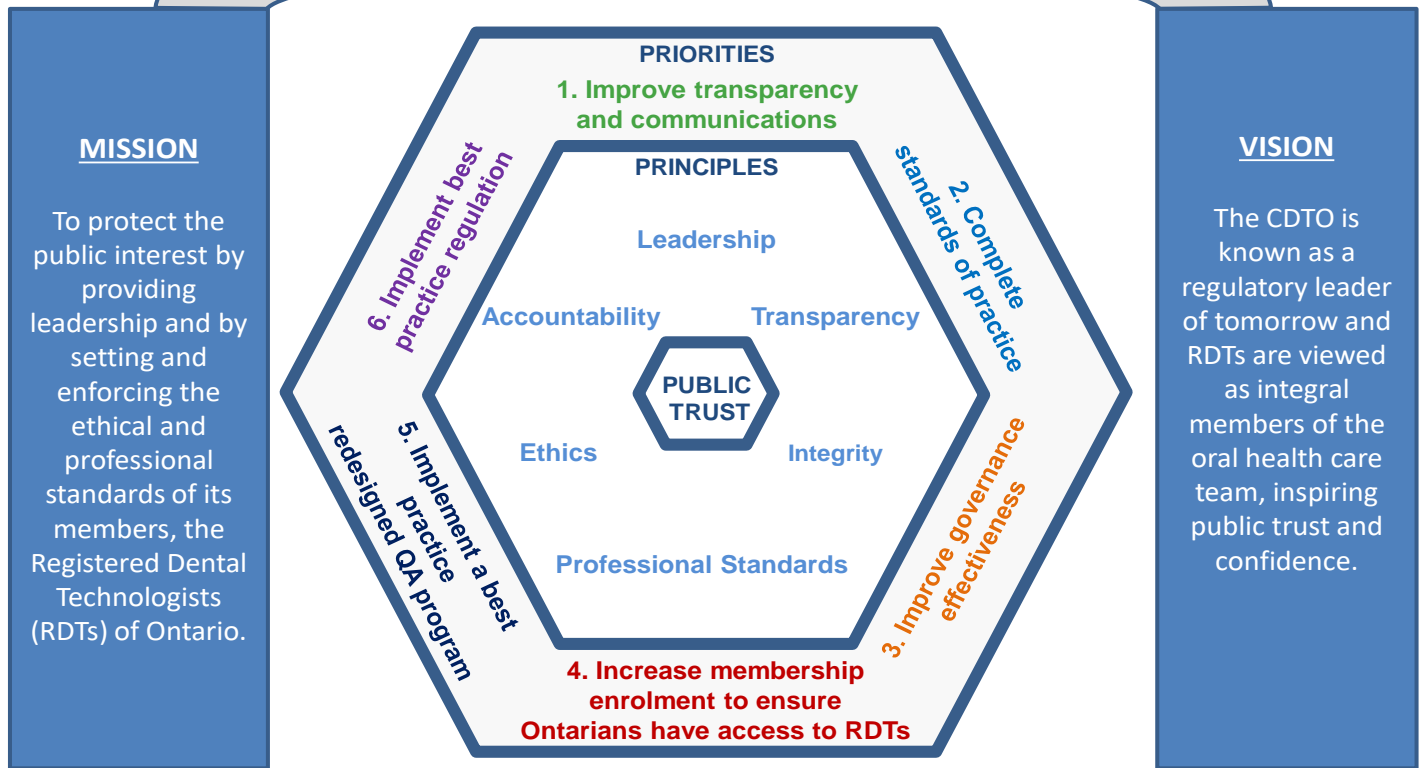 MISSION
To protect the
public interest by
providing
leadership and by
setting and
enforcing the
ethical and
professional
standards of its
members, the
Registered Dental
Technologists
(RDTs) of Ontario.
PRIORITIES
1. Improve transparency
and communications
2. Complete
standards of practice
3. Improve governance
effectiveness
4. Increase membership
enrolment to ensure
Ontarians have access to RDTs
5. Implement a best
practice
redesigned QA program
6. Implement best
practice regulation
PRINCIPLES
Leadership
Accountability
Transparency
PUBLIC
TRUST
Ethics
Integrity
Professional Standards
VISION
The CDTO is
known as a
regulatory leader
of tomorrow and
RDTs are viewed
as integral
members of the
oral health care
team, inspiring
public trust and
confidence.